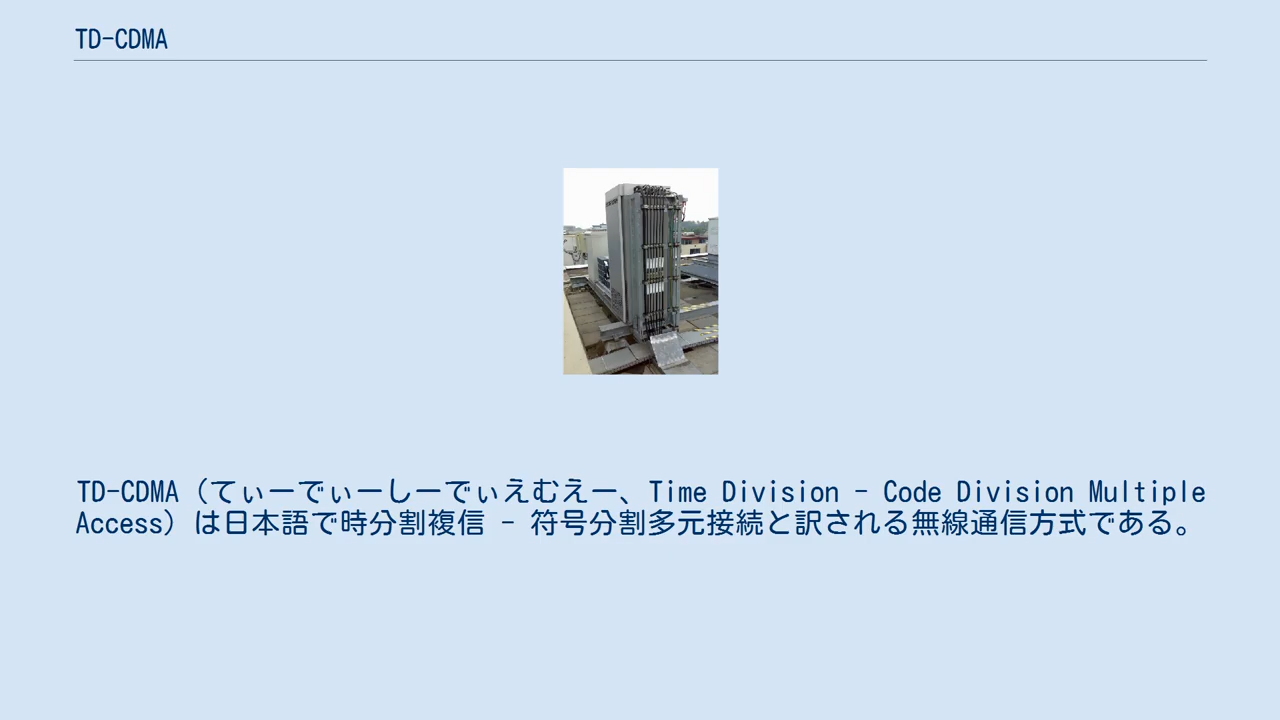 TD-CDMA
TD-CDMA（てぃーでぃーしーでぃえむえー、Time Division - Code Division Multiple
Access）は日本語で時分割複信 - 符号分割多元接続と訳される無線通信方式である。